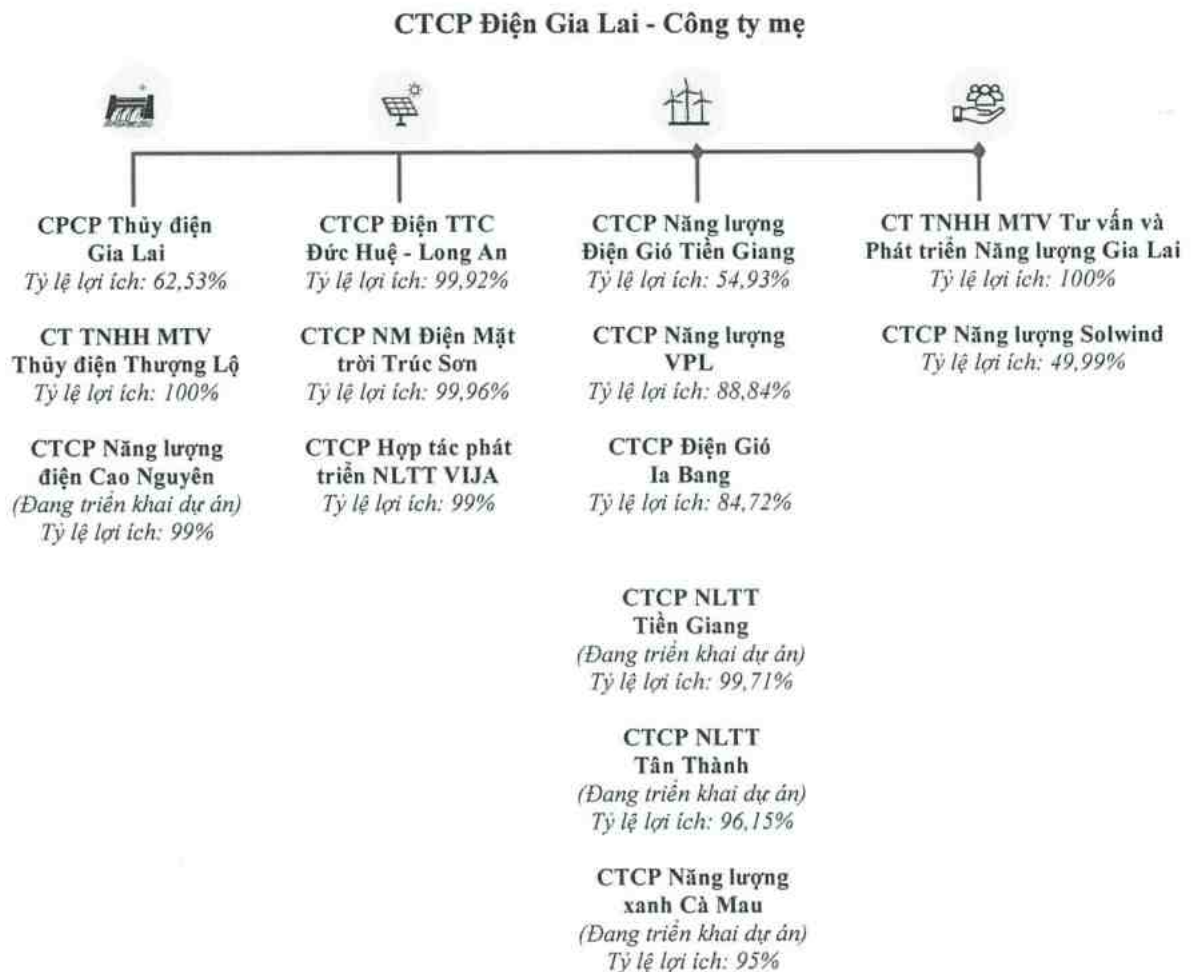 CTCP Điện Gia Lai - Công ty mẹ
CPCP Thủy điện
Gia Lai
Tỷ lệ lợi ích: 62,53%
CT TNHH MTV
Thủy điện Thượng Lộ
Tỷ lệ lợi ích: 100%
CTCP Năng lượng
điện Cao Nguyên
(Đang triển khai dự án)
Tỷ lệ lợi ích: 99%
CTCP Điện TTC
Đức Huệ - Long An
Tỷ lệ lợi ích: 99,92%
CTCP NM Điện Mặt
trời Trúc Sơn
Tỷ lệ lợi ích: 99,96%
CTCP Hợp tác phát
triển NLTT VIJA
Tỷ lệ lợi ích: 99%
CTCP Năng lượng
Điện Gió Tiền Giang
Tỷ lệ lợi ích: 54,93%
CTCP Năng lượng
VPL
Tỷ lệ lợi ích: 88,84%
CTCP Điện Gió
Ia Bang
Tỷ lệ lợi ích: 84,72%
CTCP NLTT
Tiền Giang
(Đang triển khai dự án)
Tỷ lệ lợi ích: 99,71%
CTCP NLTT
Tân Thành
(Đang triển khai dự án)
Tỷ lệ lợi ích: 96,15%
CTCP Năng lượng
xanh Cà Mau
(Đang triển khai dự án)
Tỷ lệ lợi ích: 95%
CT TNHH MTV Tư vấn và
Phát triển Năng lượng Gia Lai
Tỷ lệ lợi ích: 100%
CTCP Năng lượng Solwind
Tỷ lệ lợi ích: 49,99%